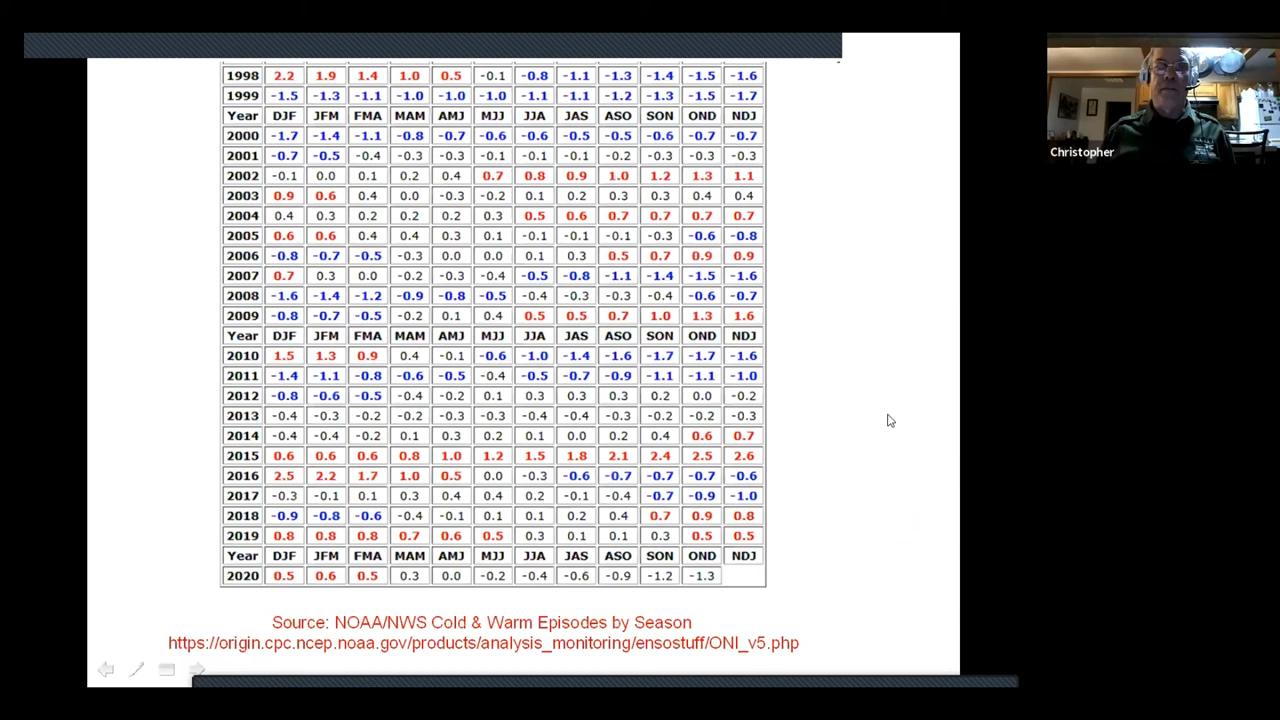 1998 2.2 1.9 1.4 1.0 0.5 -0.1 -0.8 -1.1 -1.3 -1.4 -1.5 -1.6
1999 -1.5 -1.3 -1.1 -1.0 -1.0 -1.0 -1.1 -1.1 -1.2 -1.3 -1.5 -1.7
Year DJF JFM FMA MAM AMJ MJJ JJA JAS ASO SON OND NDJ
2000 -1.7 -1.4 -1.1 -0.8 -0.7 -0.6 -0.6 -0.5 -0.5 -0.6 -0.7 -0.7
2001 -0.7 -0.5 -0.4 -0.3 -0.3 -0.1 -0.1 -0.1 -0.2 -0.3 -0.3 -0.3
2002 -0.1 0.0 0.1 0.2 0.4 0.7 0.8 0.9 1.0 1.2 1.3 1.1
2003 0.9 0.6 0.4 0.0 -0.3 -0.2 0.1 0.2 0.3 0.3 0.4 0.4
2004 0.4 0.3 0.2 0.2 0.2 0.3 0.5 0.6 0.7 0.7 0.7 0.7
2005 0.6 0.6 0.4 0.4 0.3 0.1 -0.1 -0.1 -0.1 -0.3 -0.6 -0.8
2006 -0.8 -0.7 -0.5 -0.3 0.0 0.0 0.1 0.3 0.5 0.7 0.9 0.9
2007 0.7 0.3 0.0 -0.2 -0.3 -0.4 -0.5 -0.8 -1.1 -1.4 -1.5 -1.6
2008 -1.6 -1.4 -1.2 -0.9 -0.8 -0.5 -0.4 -0.3 -0.3 -0.4 -0.6 -0.7
2009 -0.8 -0.7 -0.5 -0.2 0.1 0.4 0.5 0.5 0.7 1.0 1.3 1.6
Year DJF JFM FMA MAM AMJ MJJ JJA JAS ASO SON OND NDJ
2010 1.5 1.3 0.9 0.4 -0.1 -0.6 -1.0 -1.4 -1.6 -1.7 -1.7 -1.6
2011 -1.4 -1.1 -0.8 -0.6 -0.5 -0.4 -0.5 -0.7 -0.9 -1.1 -1.1 -1.0
2012 -0.8 -0.6 -0.5 -0.4 -0.2 0.1 0.3 0.3 0.3 0.2 0.0 -0.2
2013 -0.4 -0.3 -0.2 -0.2 -0.3 -0.3 -0.4 -0.4 -0.3 -0.2 -0.2 -0.3
2014 -0.4 -0.4 -0.2 0.1 0.3 0.2 0.1 0.0 0.2 0.4 0.6 0.7
2015 0.6 0.6 0.6 0.8 1.0 1.2 1.5 1.8 2.1 2.4 2.5 2.6
2016 2.5 2.2 1.7 1.0 0.5 0.0 -0.3 -0.6 -0.7 -0.7 -0.7 -0.6
2017 -0.3 -0.1 0.1 0.3 0.4 0.4 0.2 -0.1 -0.4 -0.7 -0.9 -1.0
2018 -0.9 -0.8 -0.6 -0.4 -0.1 0.1 0.1 0.2 0.4 0.7 0.9 0.8
2019 0.8 0.8 0.8 0.7 0.6 0.5 0.3 0.1 0.1 0.3 0.5 0.5
Year DJF JFM FMA MAM AMJ MJJ JJA JAS ASO SON OND NDJ
2020 0.5 0.6 0.5 0.3 0.0 -0.2 -0.4 -0.6 -0.9 -1.2 -1.3
Source: NOAA/NWS Cold & Warm Episodes by Season
https://origin.cpc.ncep.noaa.gov/products/analysis_monitoring/ensostuff/ONI_v5.php
Christopher